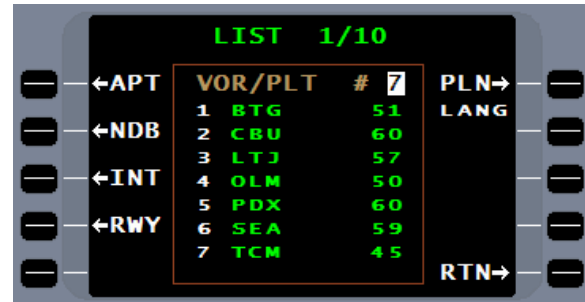 LIST 1/10
←APT VOR/PLT # 7 PLN→
1 BTG 51 LANG
←NDB 2 CBU 60
3 LTJ 57
←INT 4 OLM 50
5 PDX 60
←RWY 6 SEA 59
7 TCM 45
RTN→